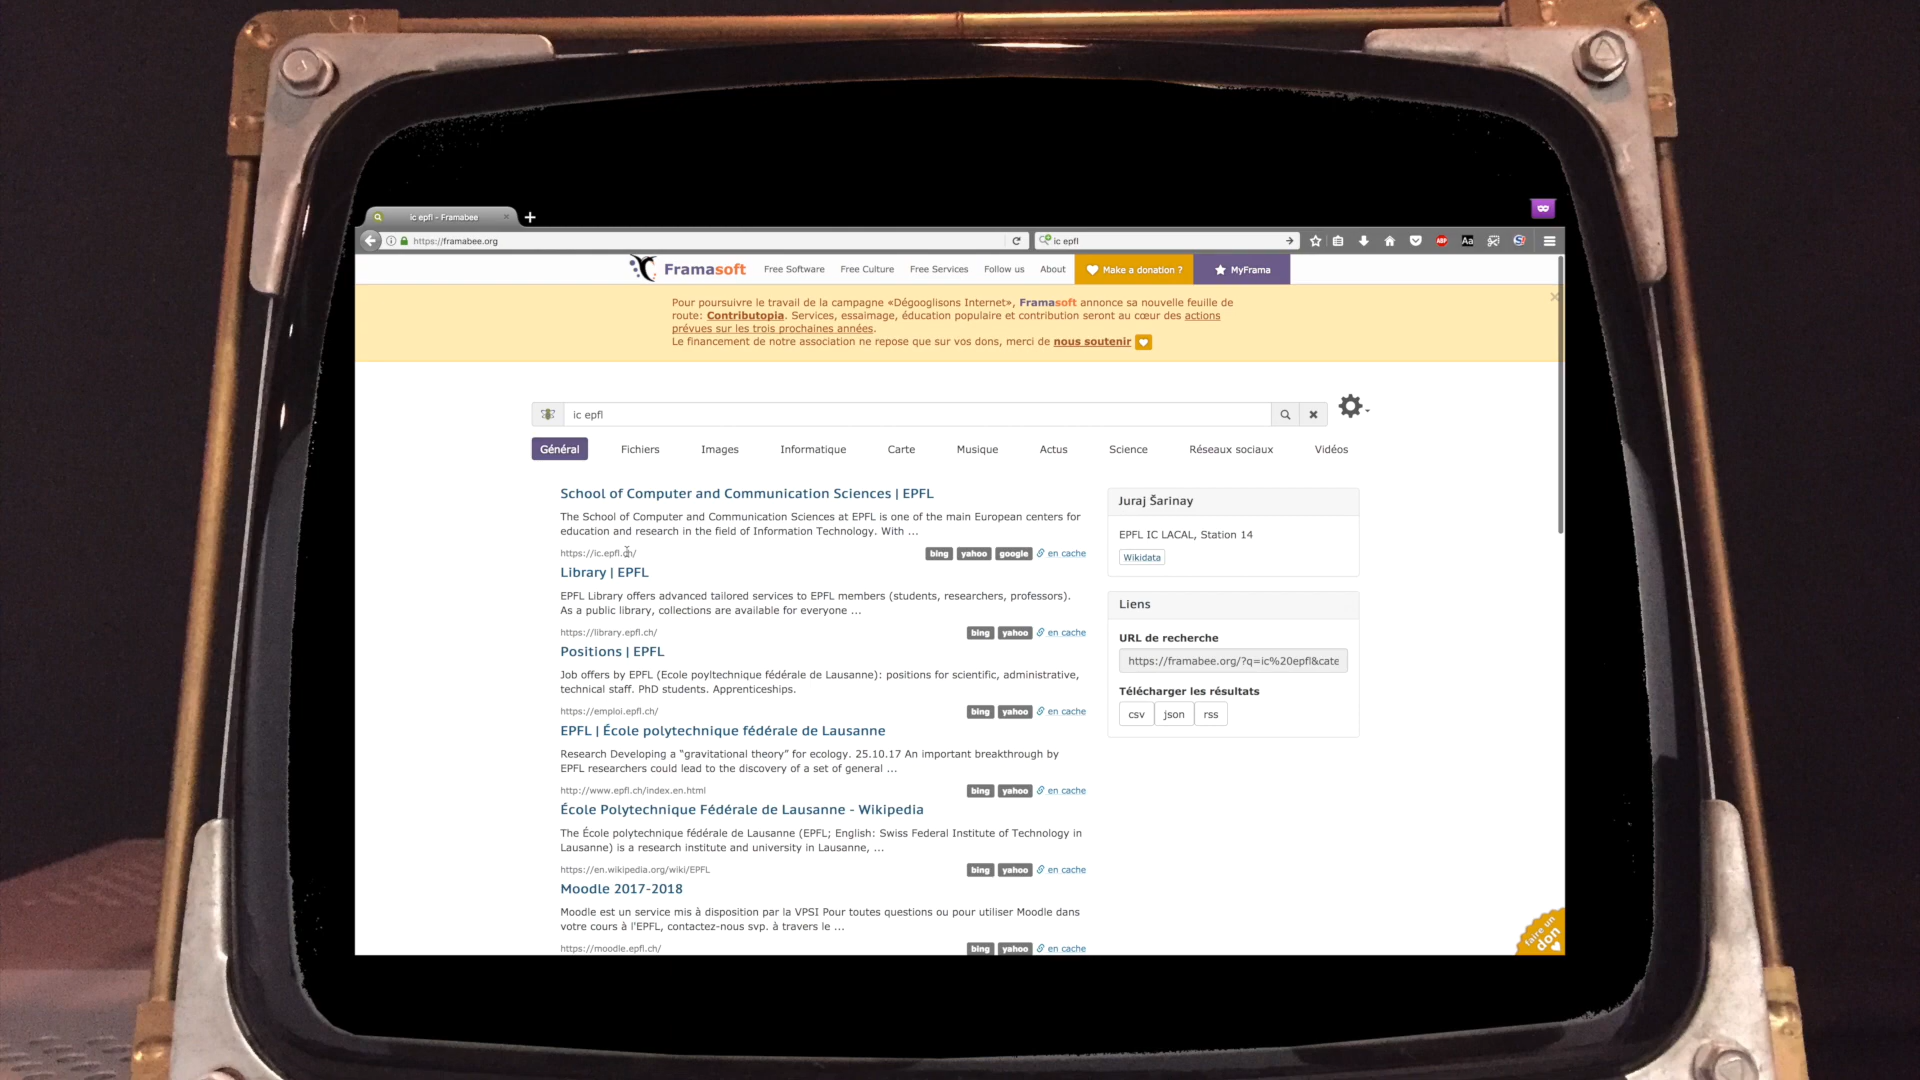 ic epfl - Framabee
https://framabee.org
ic epfl
ABP
Aa
Framasoft Free Software Free Culture Free Services Follow us About Make a donation ? MyFrama
Pour poursuivre le travail de la campagne «Dégooglisons Internet», Framasoft annonce sa nouvelle feuille de
route: Contributopia. Services, essaimage, éducation populaire et contribution seront au cœur des actions
prévues sur les trois prochaines années.
Le financement de notre association ne repose que sur vos dons, merci de nous soutenir
ic epfl
Général Fichiers Images Informatique Carte Musique Actus Science Réseaux sociaux Vidéos
School of Computer and Communication Sciences | EPFL
The School of Computer and Communication Sciences at EPFL is one of the main European centers for
education and research in the field of Information Technology. With ...
https://ic.epfl.ch/ bing yahoo google en cache
Library | EPFL
EPFL Library offers advanced tailored services to EPFL members (students, researchers, professors).
As a public library, collections are available for everyone ...
https://library.epfl.ch/ bing yahoo en cache
Positions | EPFL
Job offers by EPFL (Ecole poyltechnique fédérale de Lausanne): positions for scientific, administrative,
technical staff. PhD students. Apprenticeships.
https://emploi.epfl.ch/ bing yahoo en cache
EPFL | École polytechnique fédérale de Lausanne
Research Developing a “gravitational theory” for ecology. 25.10.17 An important breakthrough by
EPFL researchers could lead to the discovery of a set of general ...
http://www.epfl.ch/index.en.html bing yahoo en cache
École Polytechnique Fédérale de Lausanne - Wikipedia
The École polytechnique fédérale de Lausanne (EPFL; English: Swiss Federal Institute of Technology in
Lausanne) is a research institute and university in Lausanne, ...
https://en.wikipedia.org/wiki/EPFL bing yahoo en cache
Moodle 2017-2018
Moodle est un service mis à disposition par la VPSI Pour toutes questions ou pour utiliser Moodle dans
votre cours à l'EPFL, contactez-nous svp. à travers le ...
https://moodle.epfl.ch/ bing yahoo en cache
Juraj Šarinay
EPFL IC LACAL, Station 14
Wikidata
Liens
URL de recherche
https://framabee.org/?q=ic%20epfl&cate
Télécharger les résultats
csv json rss
faire un
don